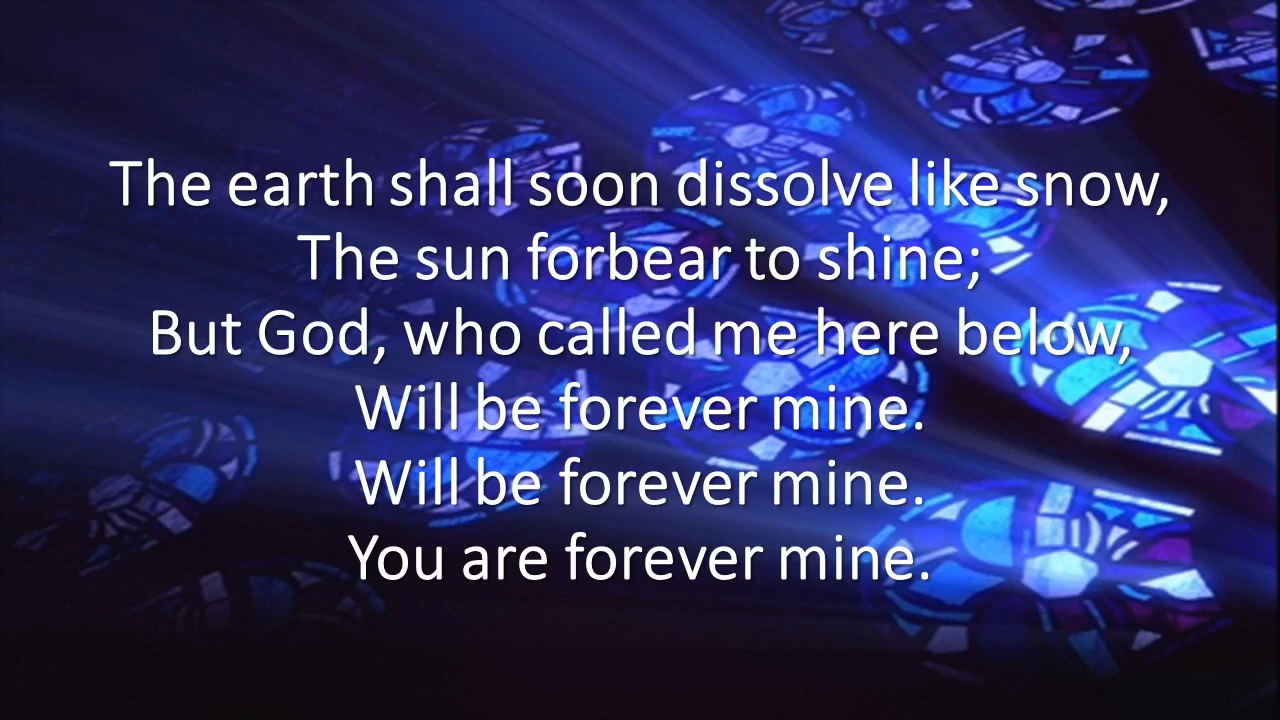 The earth shall soon dissolve like snow,
The sun forbear to shine;
But God, who called me here below,
Will be forever mine.
Will be forever mine.
You are forever mine.